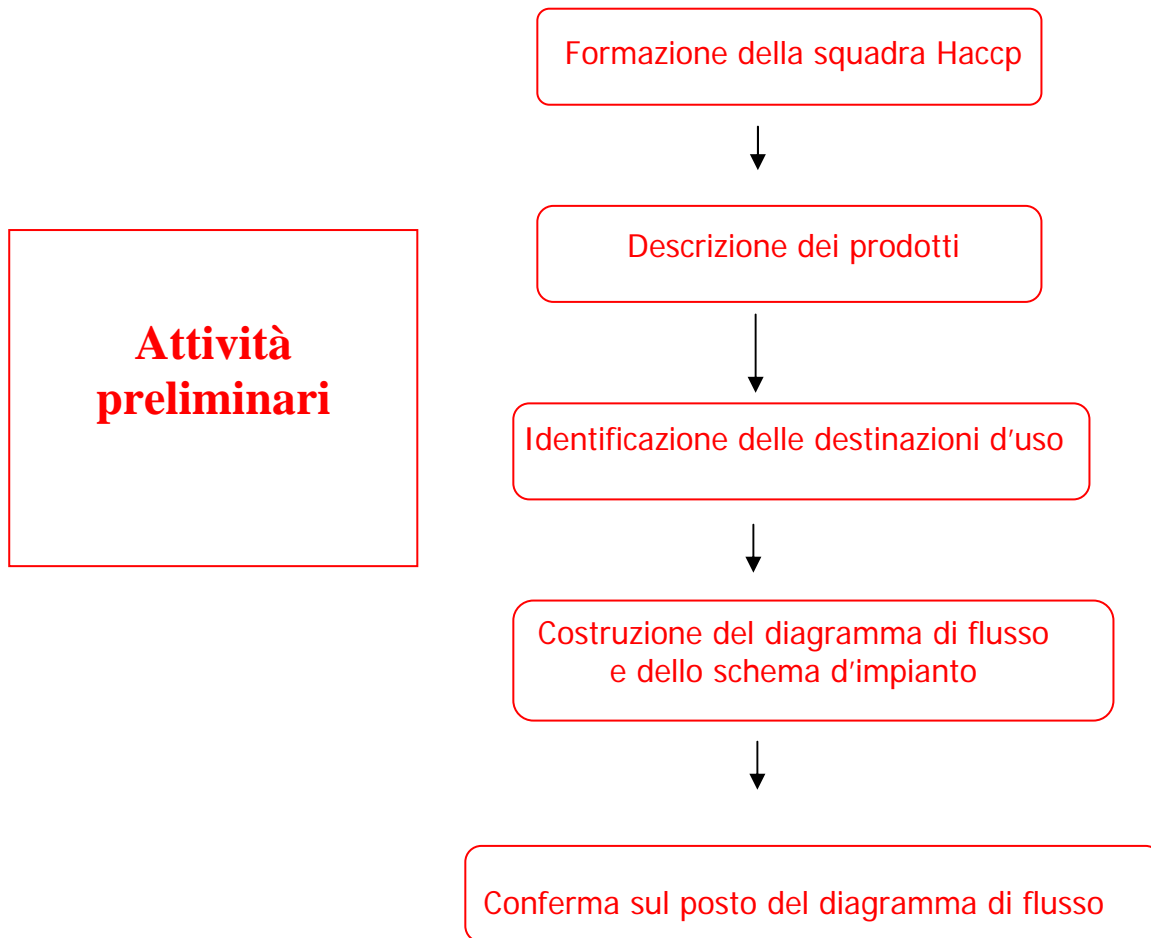 Formazione della squadra Haccp
Descrizione dei prodotti
Attività
preliminari
Identificazione delle destinazioni d'uso
Costruzione del diagramma di flusso
e dello schema d'impianto
Conferma sul posto del diagramma di flusso